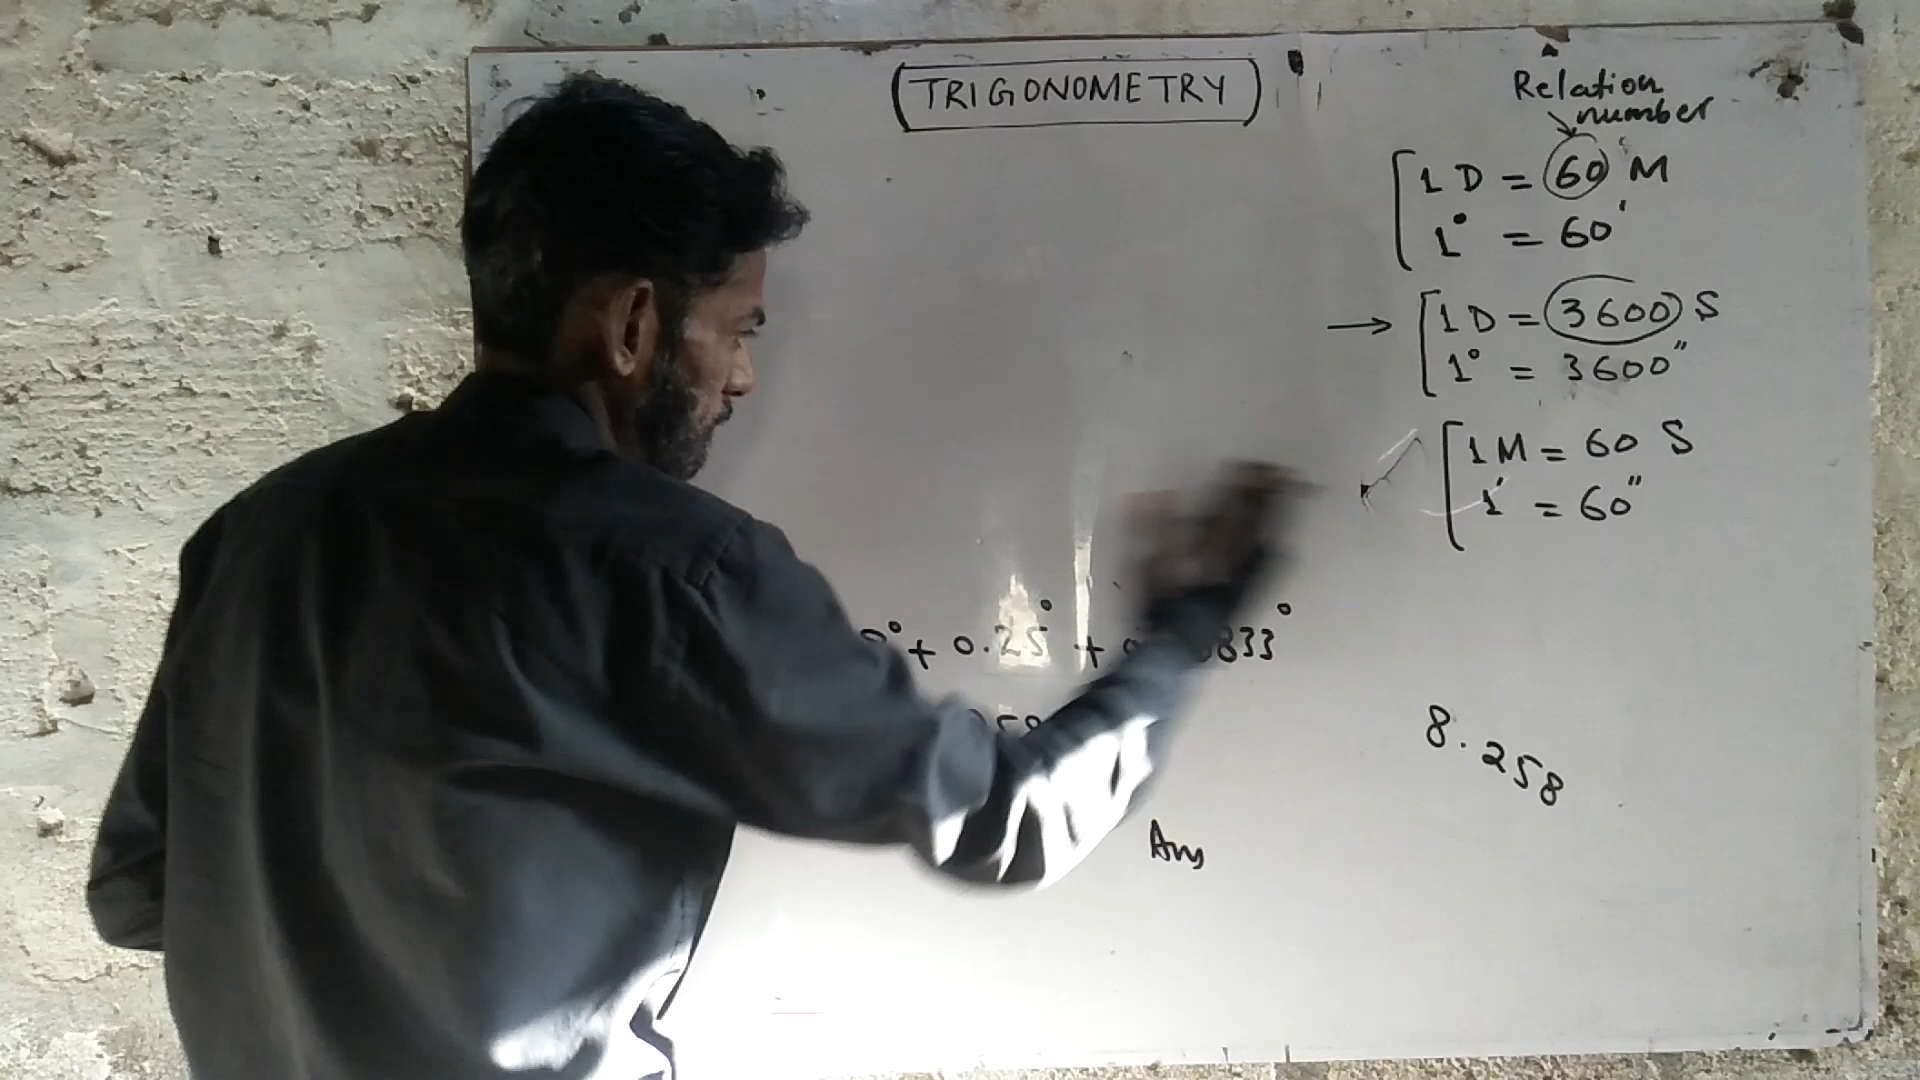 TRIGONOMETRY
Relation
number
1 D = 60 M
1° = 60'
→ 1 D = 3600 S
1° = 3600"
1 M = 60 S
1' = 60"
° + 0.25° + 833°
8.258
Ans